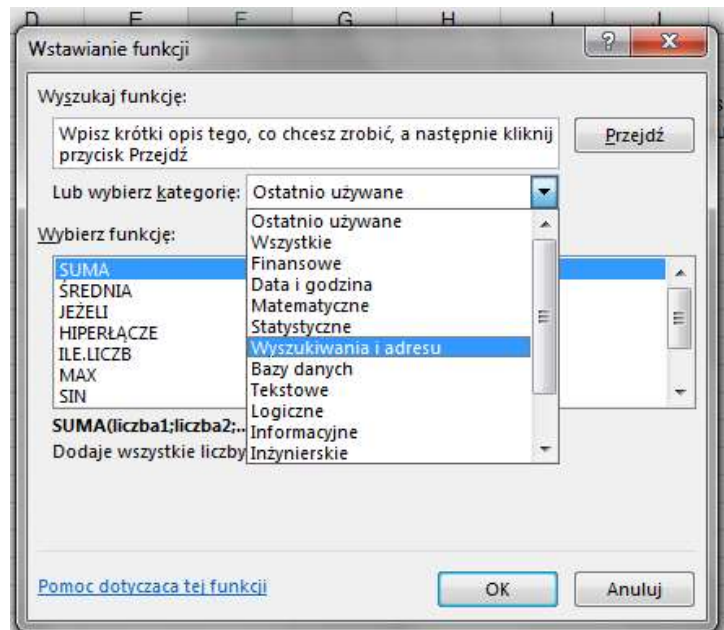 D E F G H I J
Wstawianie funkcji
Wyszukaj funkcję:
Wpisz krótki opis tego, co chcesz zrobić, a następnie kliknij
przycisk Przejdź
Przejdź
Lub wybierz kategorię: Ostatnio używane
Ostatnio używane
Wszystkie
Finansowe
Data i godzina
Matematyczne
Statystyczne
Wyszukiwania i adresu
Bazy danych
Tekstowe
Logiczne
Informacyjne
Inżynierskie
Wybierz funkcję:
SUMA
ŚREDNIA
JEŻELI
HIPERŁĄCZE
ILE.LICZB
MAX
SIN
SUMA(liczba1;liczba2;..
Dodaje wszystkie liczby
Pomoc dotycząca tej funkcji
OK
Anuluj